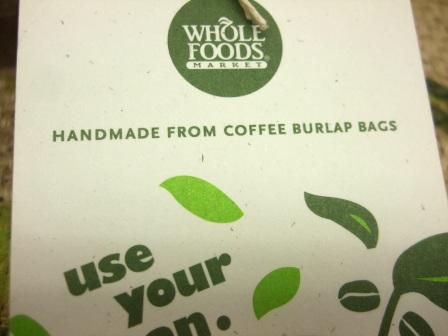 WHOLE
FOODS
MARKET
HANDMADE FROM COFFEE BURLAP BAGS
use
your